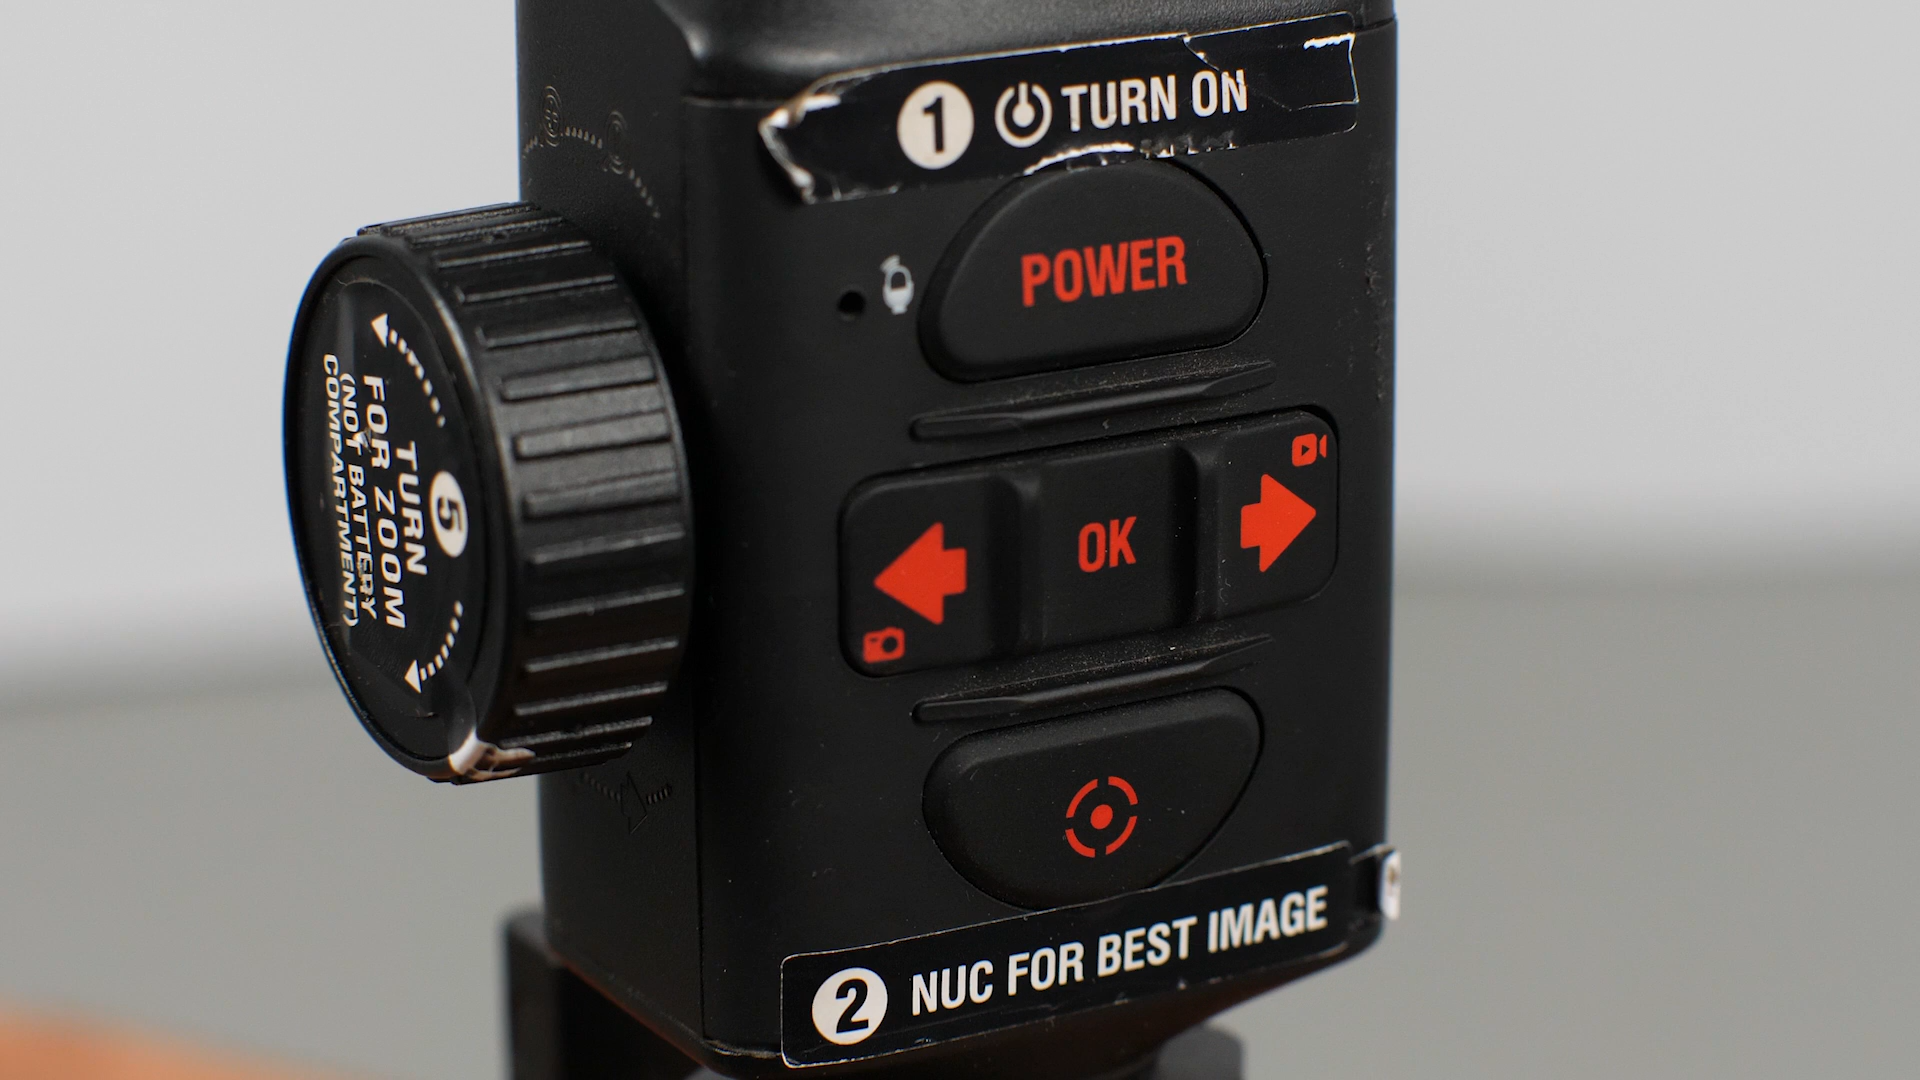 1 TURN ON
POWER
OK
2 NUC FOR BEST IMAGE
5
TURN
FOR ZOOM
(NOT BATTERY
COMPARTMENT)